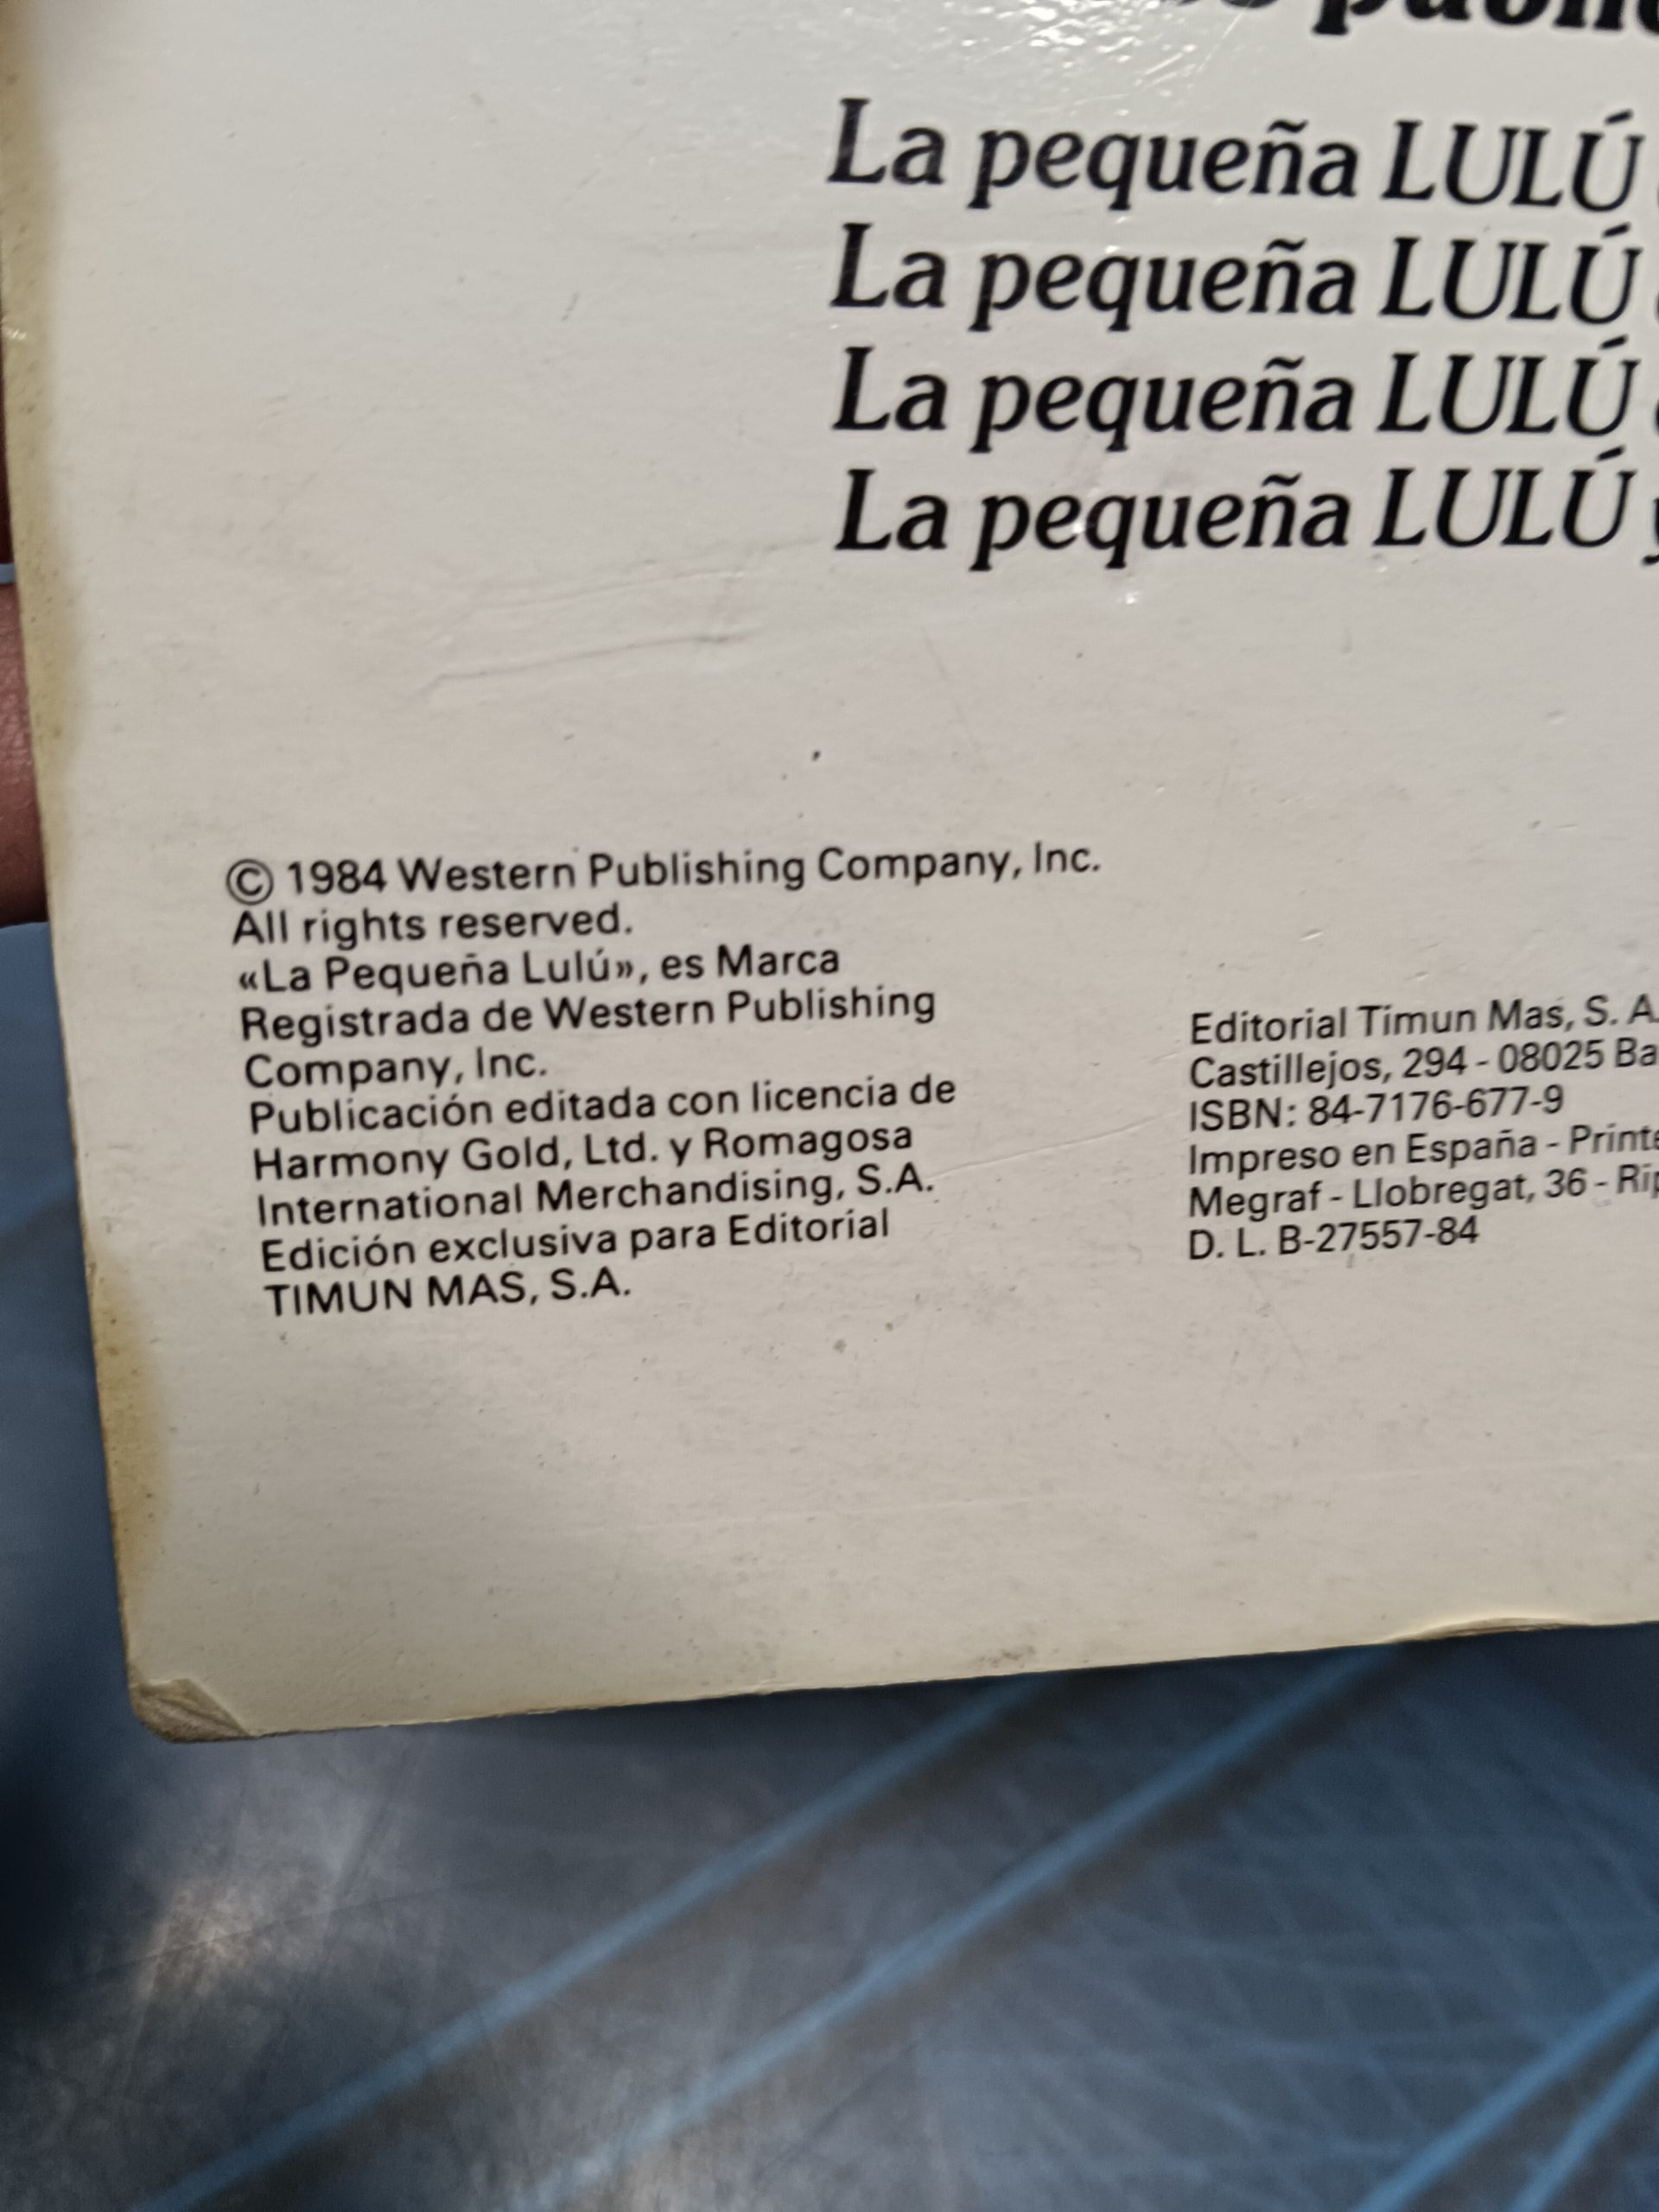 La pequeña LULÚ
La pequeña LULÚ
La pequeña LULÚ
La pequeña LULÚ
© 1984 Western Publishing Company, Inc.
All rights reserved.
«La Pequeña Lulú», es Marca
Registrada de Western Publishing
Company, Inc.
Publicación editada con licencia de
Harmony Gold, Ltd. y Romagosa
International Merchandising, S.A.
Edición exclusiva para Editorial
TIMUN MAS, S.A.
Editorial Timun Mas, S. A.
Castillejos, 294 - 08025
ISBN: 84-7176-677-9
Impreso en España -
Megraf - Llobregat, 36 -
D. L. B-27557-84